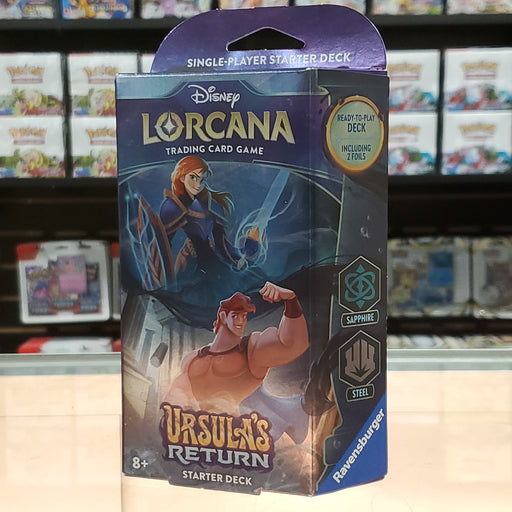 SINGLE-PLAYER STARTER DECK
Disney
LORCANA
TRADING CARD GAME
READY-TO-PLAY
DECK
INCLUDING
2 FOILS
SAPPHIRE
STEEL
URSULA'S
RETURN
STARTER DECK
8+
Ravensburger